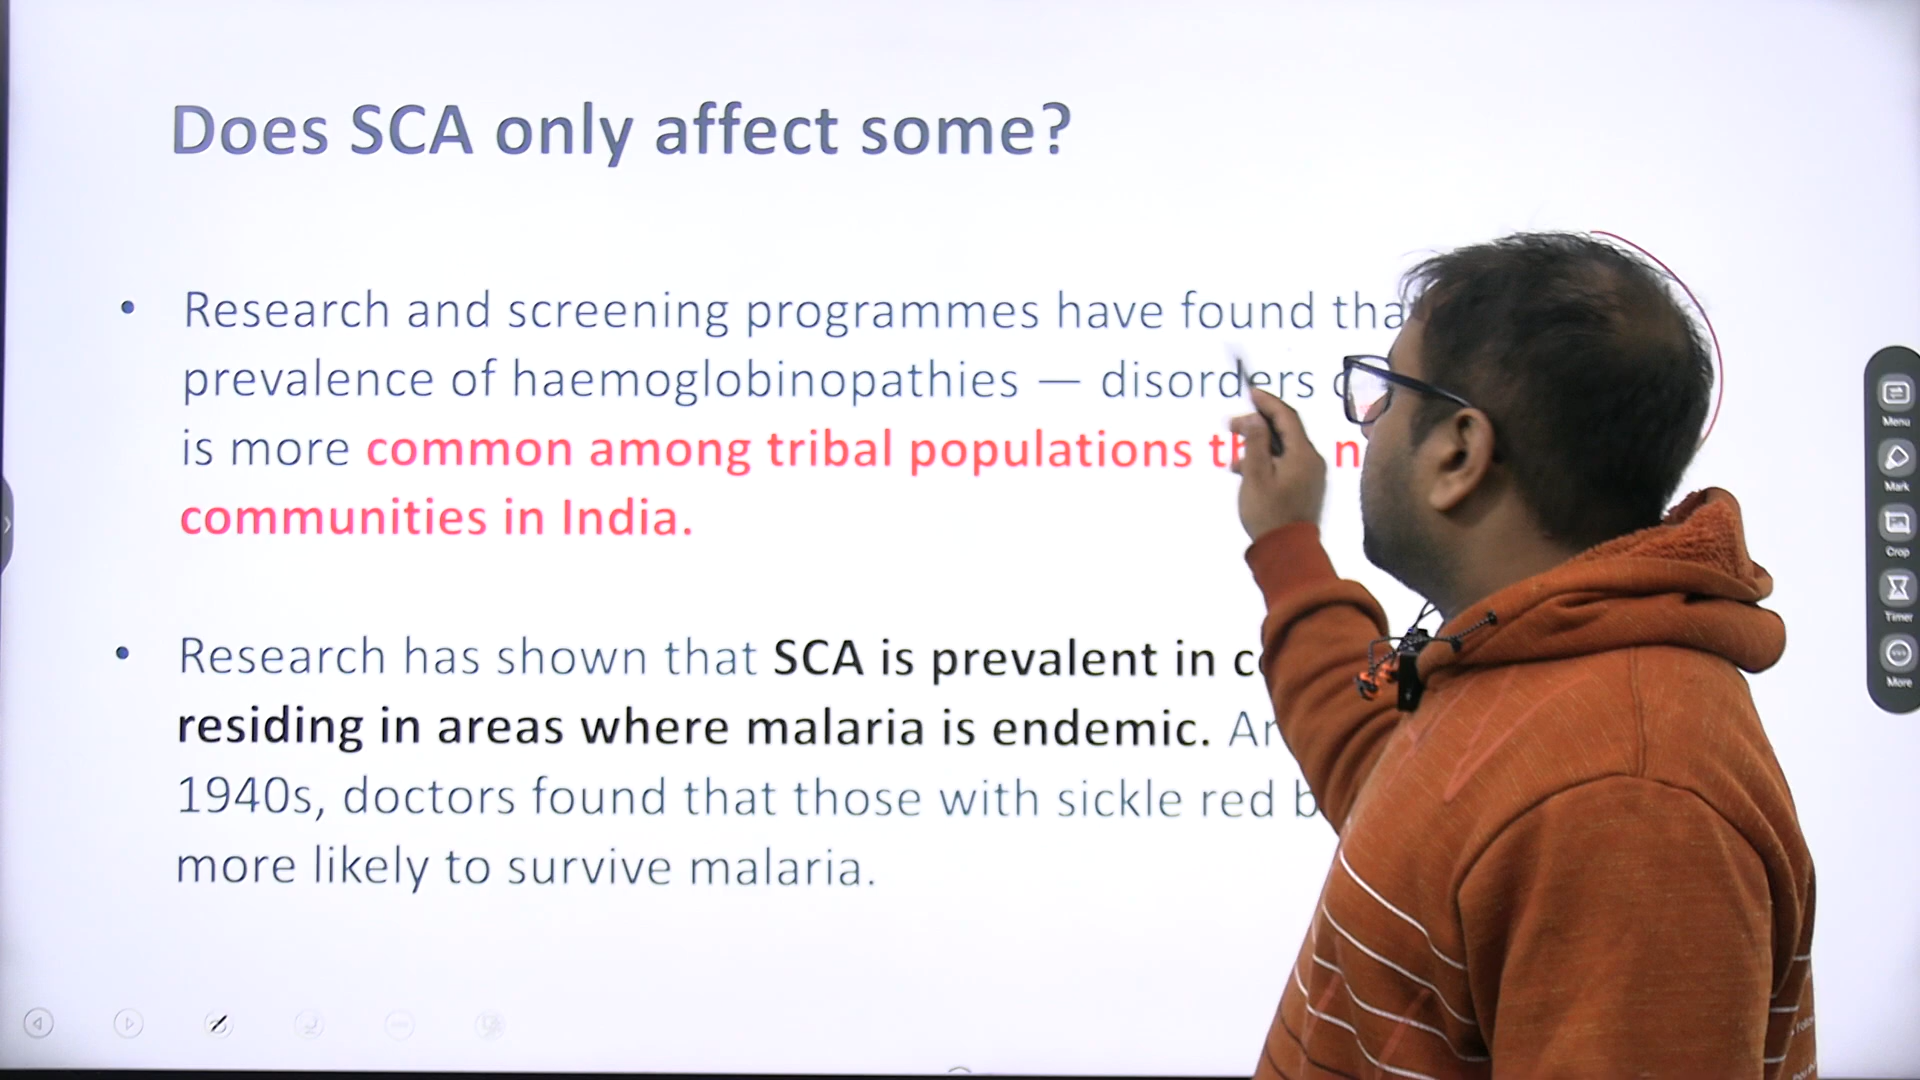 Does SCA only affect some?
• Research and screening programmes have found
prevalence of haemoglobinopathies — disorders
is more common among tribal populations
communities in India.
• Research has shown that SCA is prevalent in
residing in areas where malaria is endemic.
1940s, doctors found that those with sickle red
more likely to survive malaria.
Menu
Mark
Crop
Timer
More